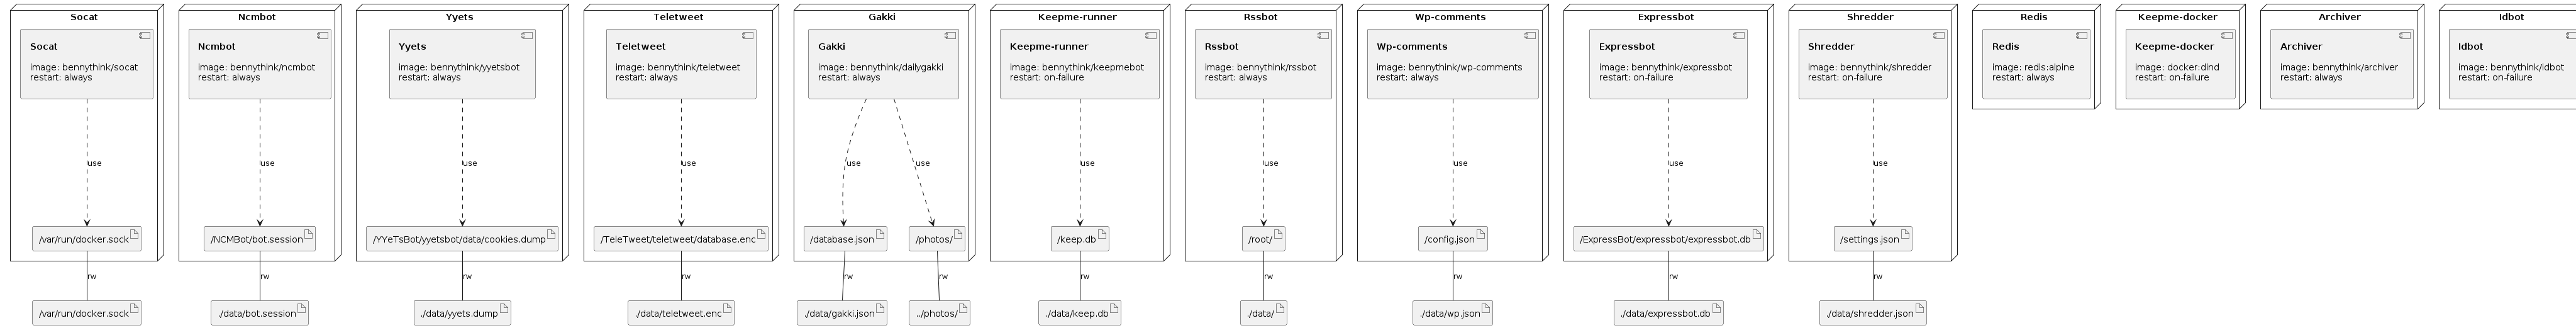 Socat
Socat
image: bennythink/socat
restart: always
use
/var/run/docker.sock
rw
/var/run/docker.sock
Ncmbot
Ncmbot
image: bennythink/ncmbot
restart: always
use
/NCMBot/bot.session
rw
./data/bot.session
Yyets
Yyets
image: bennythink/yyetsbot
restart: always
use
/YYeTsBot/yyetsbot/data/cookies.dump
rw
./data/yyets.dump
Teletweet
Teletweet
image: bennythink/teletweet
restart: always
use
/TeleTweet/teletweet/database.enc
rw
./data/teletweet.enc
Gakki
Gakki
image: bennythink/dailygakki
restart: always
use
use
/database.json
/photos/
rw
rw
./data/gakki.json
../photos/
Keepme-runner
Keepme-runner
image: bennythink/keepmebot
restart: on-failure
use
/keep.db
rw
./data/keep.db
Rssbot
Rssbot
image: bennythink/rssbot
restart: always
use
/root/
rw
./data/
Wp-comments
Wp-comments
image: bennythink/wp-comments
restart: always
use
/config.json
rw
./data/wp.json
Expressbot
Expressbot
image: bennythink/expressbot
restart: on-failure
use
/ExpressBot/expressbot/expressbot.db
rw
./data/expressbot.db
Shredder
Shredder
image: bennythink/shredder
restart: on-failure
use
/settings.json
rw
./data/shredder.json
Redis
Redis
image: redis:alpine
restart: always
Keepme-docker
Keepme-docker
image: docker:dind
restart: on-failure
Archiver
Archiver
image: bennythink/archiver
restart: always
Idbot
Idbot
image: bennythink/idbot
restart: on-failure